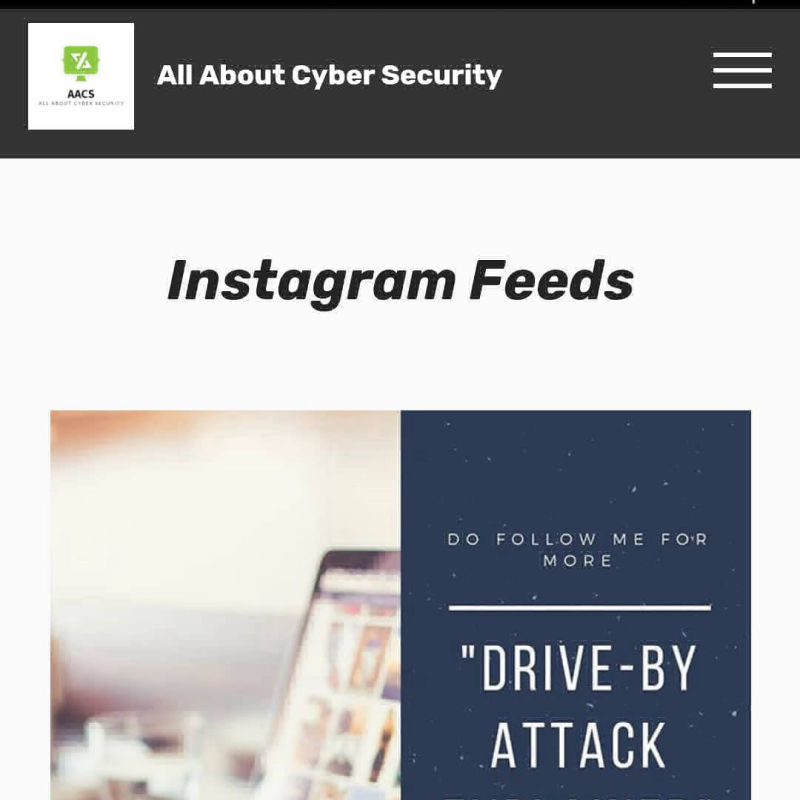 All About Cyber Security
AACS
ALL ABOUT CYBER SECURITY
Instagram Feeds
DO FOLLOW ME FOR
MORE
"DRIVE-BY
ATTACK